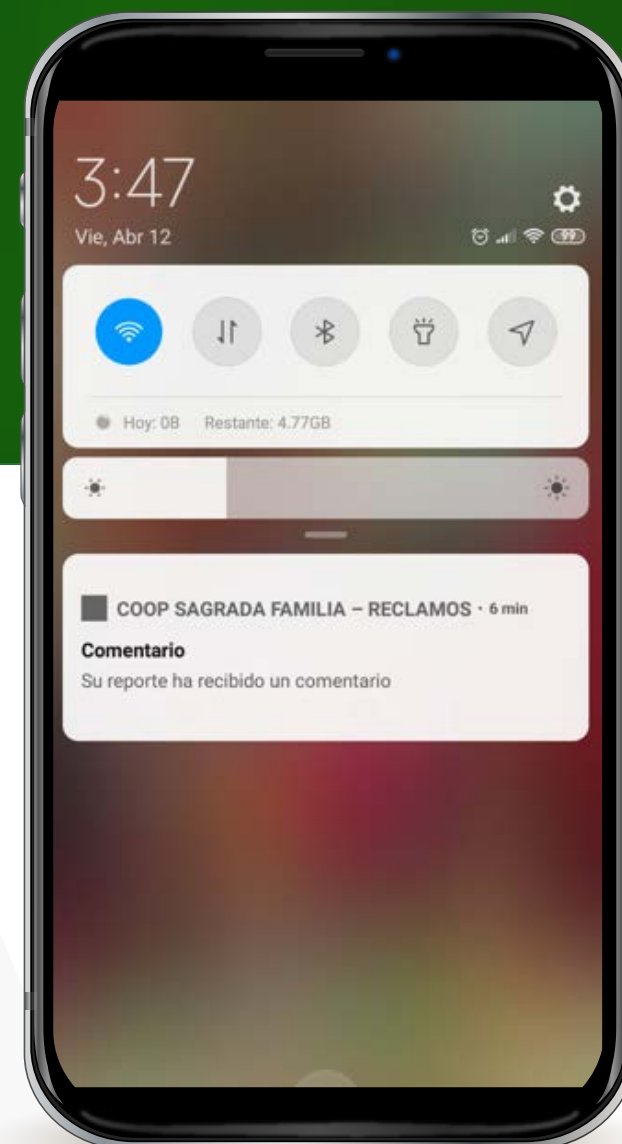 3:47
Vie, Abr 12
99
Hoy: 0B Restante: 4.77GB
COOP SAGRADA FAMILIA – RECLAMOS · 6 min
Comentario
Su reporte ha recibido un comentario